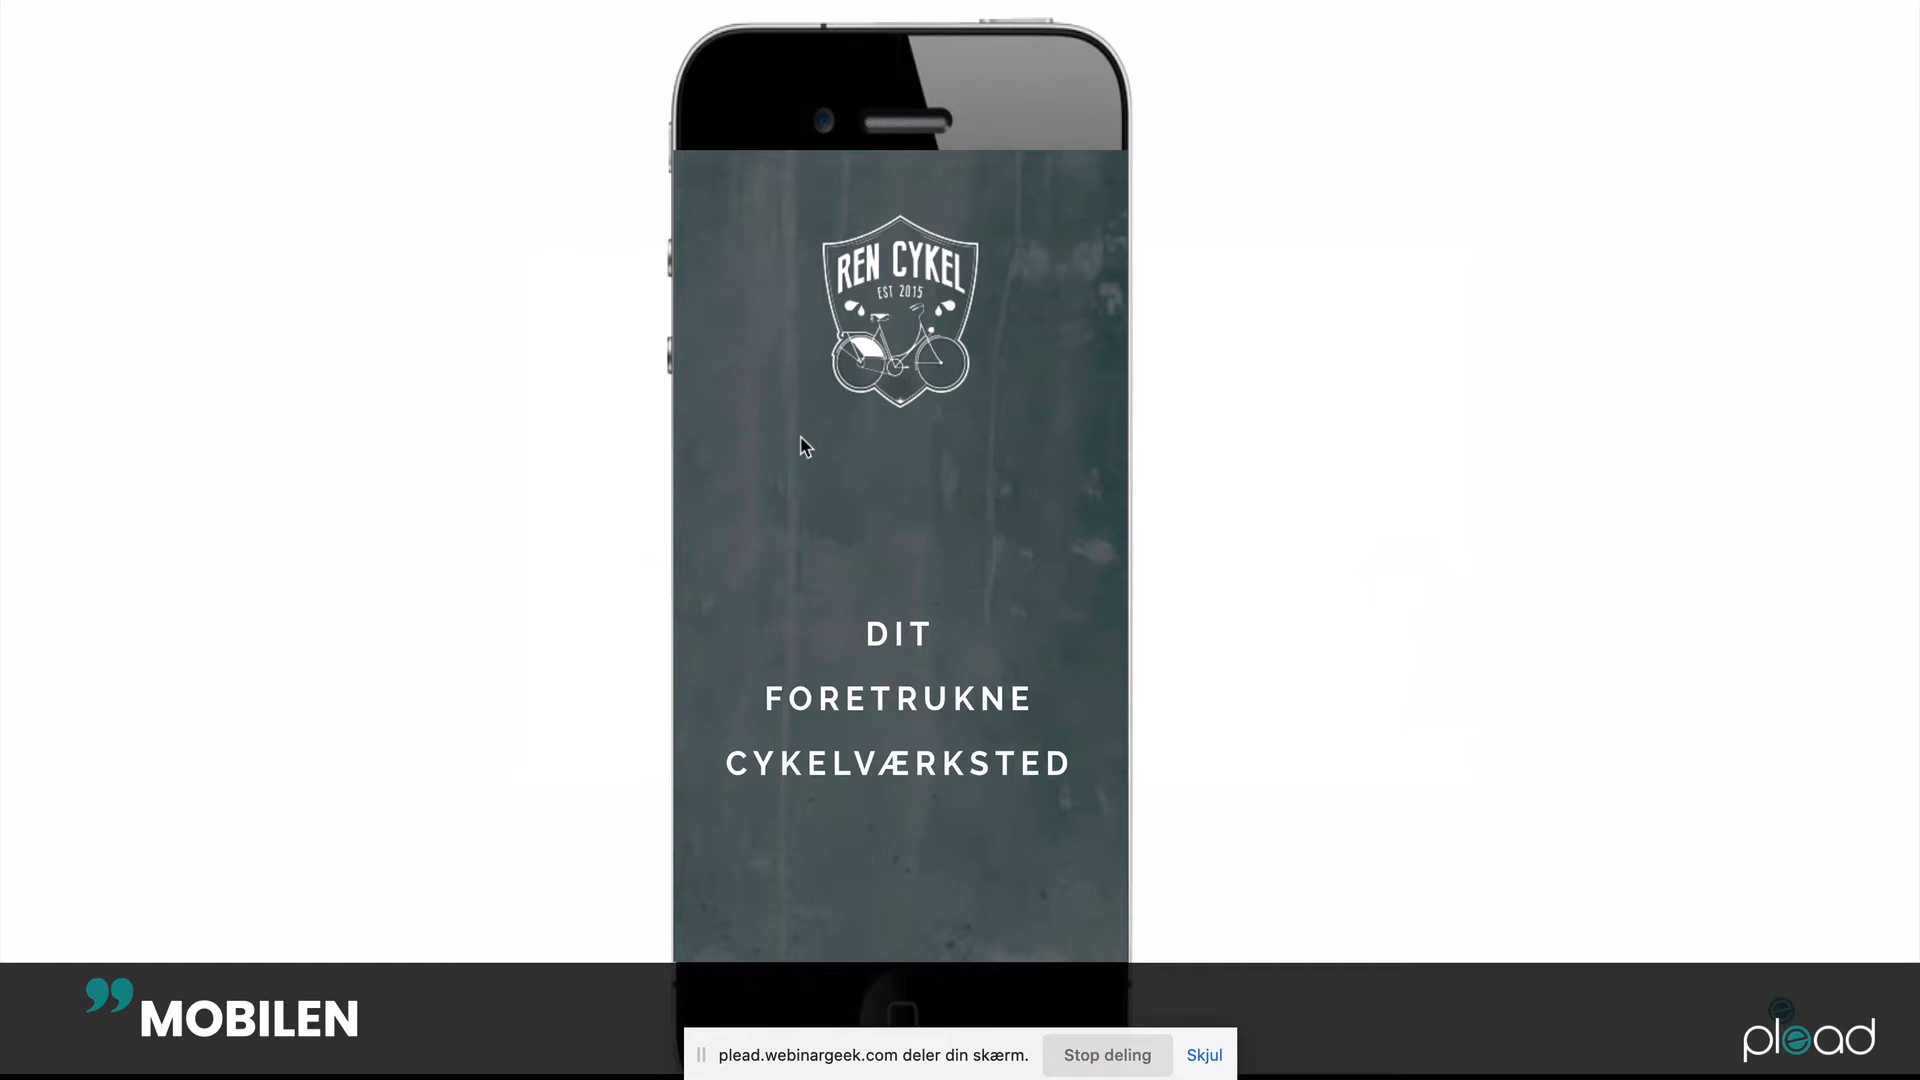 REN CYKEL
EST 2015
DIT
FORETRUKNE
CYKELVÆRKSTED
MOBILEN
plead
plead.webinargeek.com deler din skærm.
Stop deling
Skjul